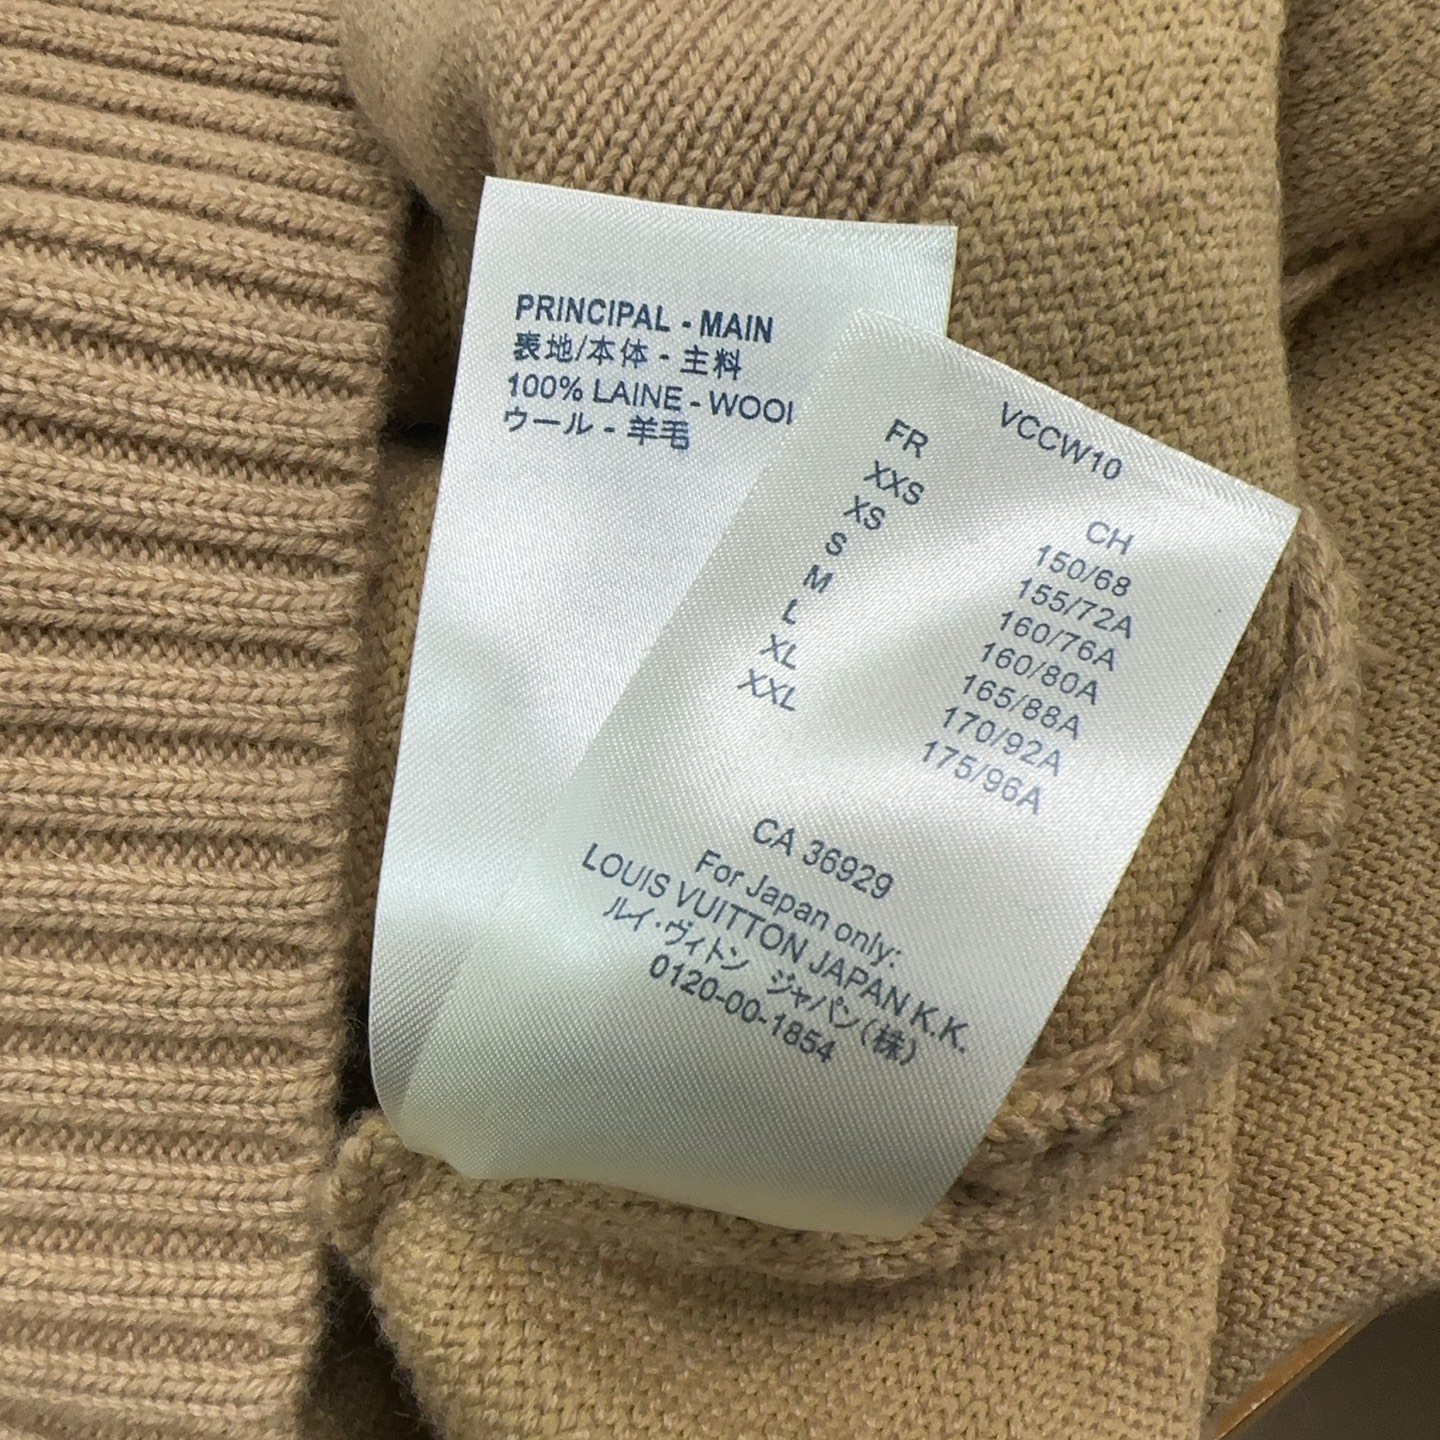 PRINCIPAL - MAIN
表地/本体 - 主料
100% LAINE - WOOl
ウール - 羊毛
VCCW10
FR CH
XXS 150/68
XS 155/72A
S 160/76A
M 160/80A
L 165/88A
XL 170/92A
XXL 175/96A
CA 36929
For Japan only:
LOUIS VUITTON JAPAN K.K.
ルイ・ヴィトン ジャパン(株)
0120-00-1854